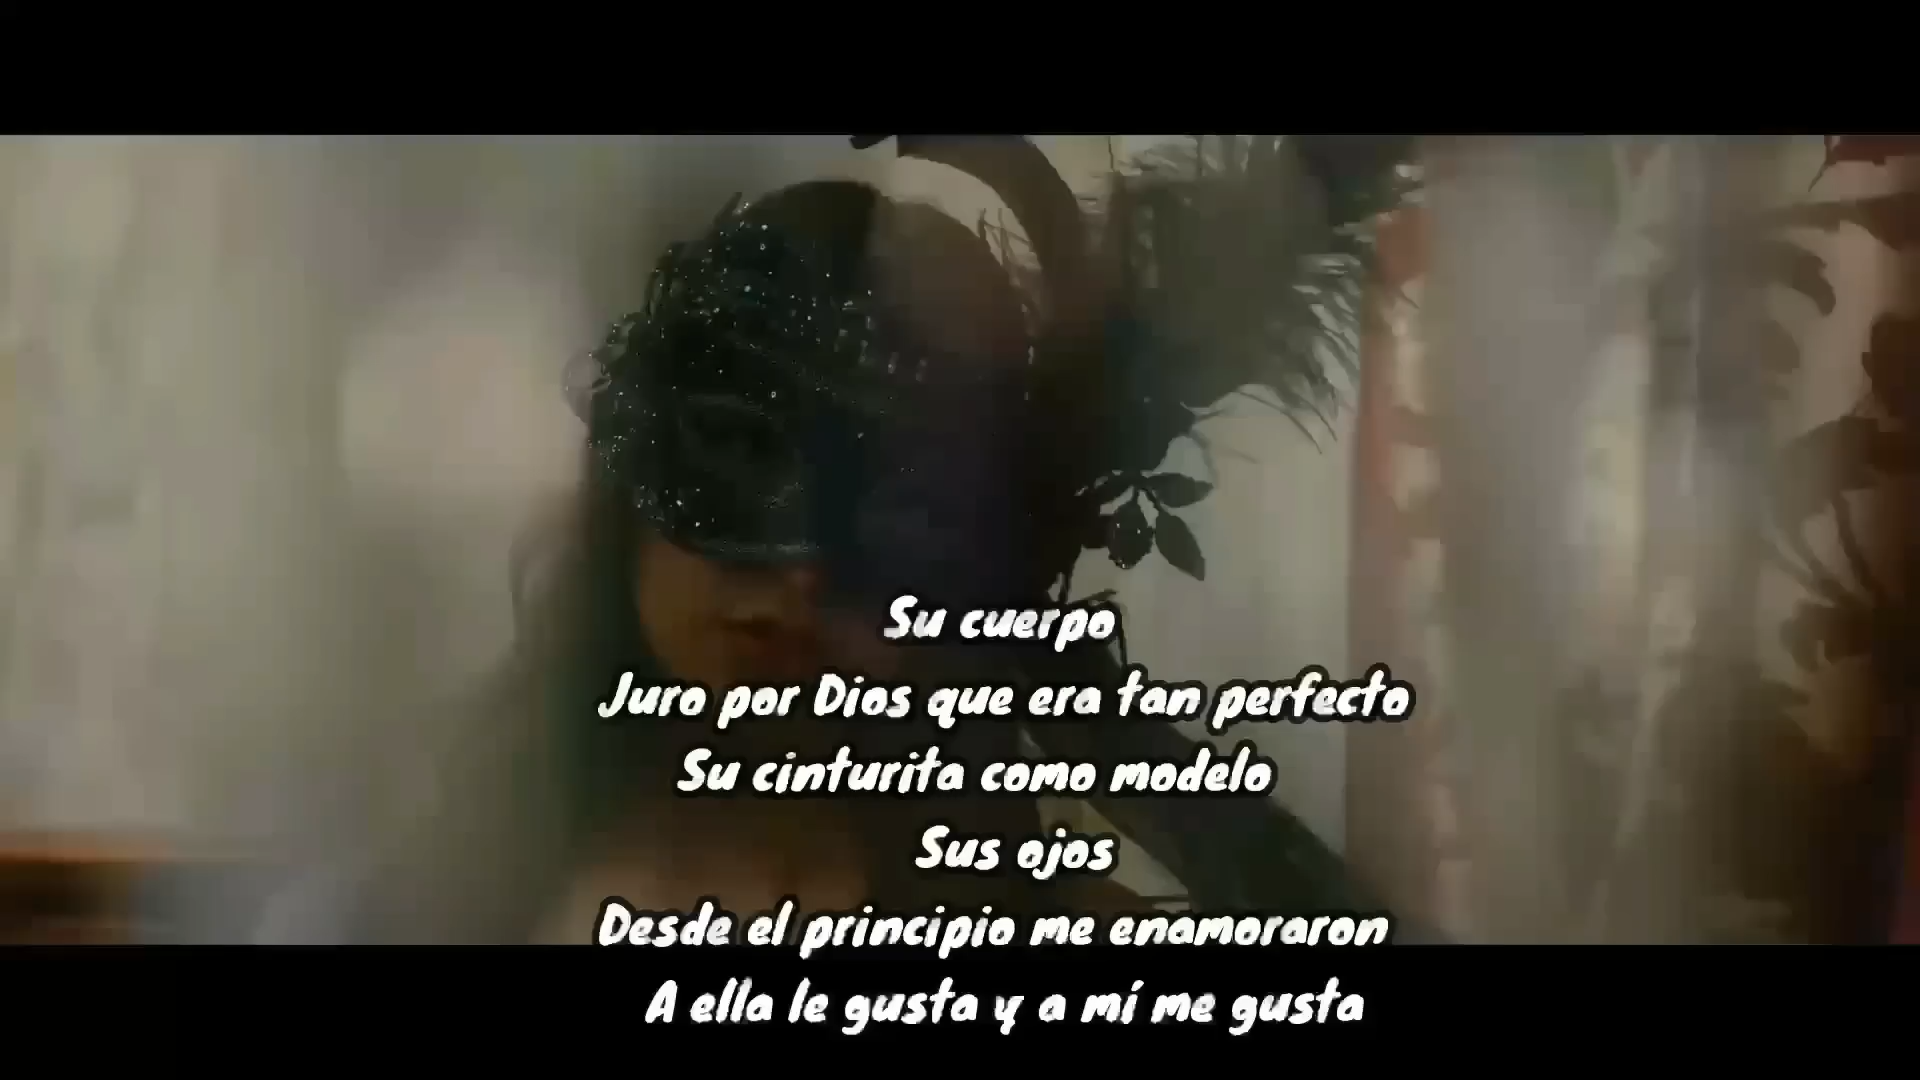 Su cuerpo
Juro por Dios que era tan perfecto
Su cinturita como modelo
Sus ojos
Desde el principio me enamoraron
A ella le gusta y a mí me gusta